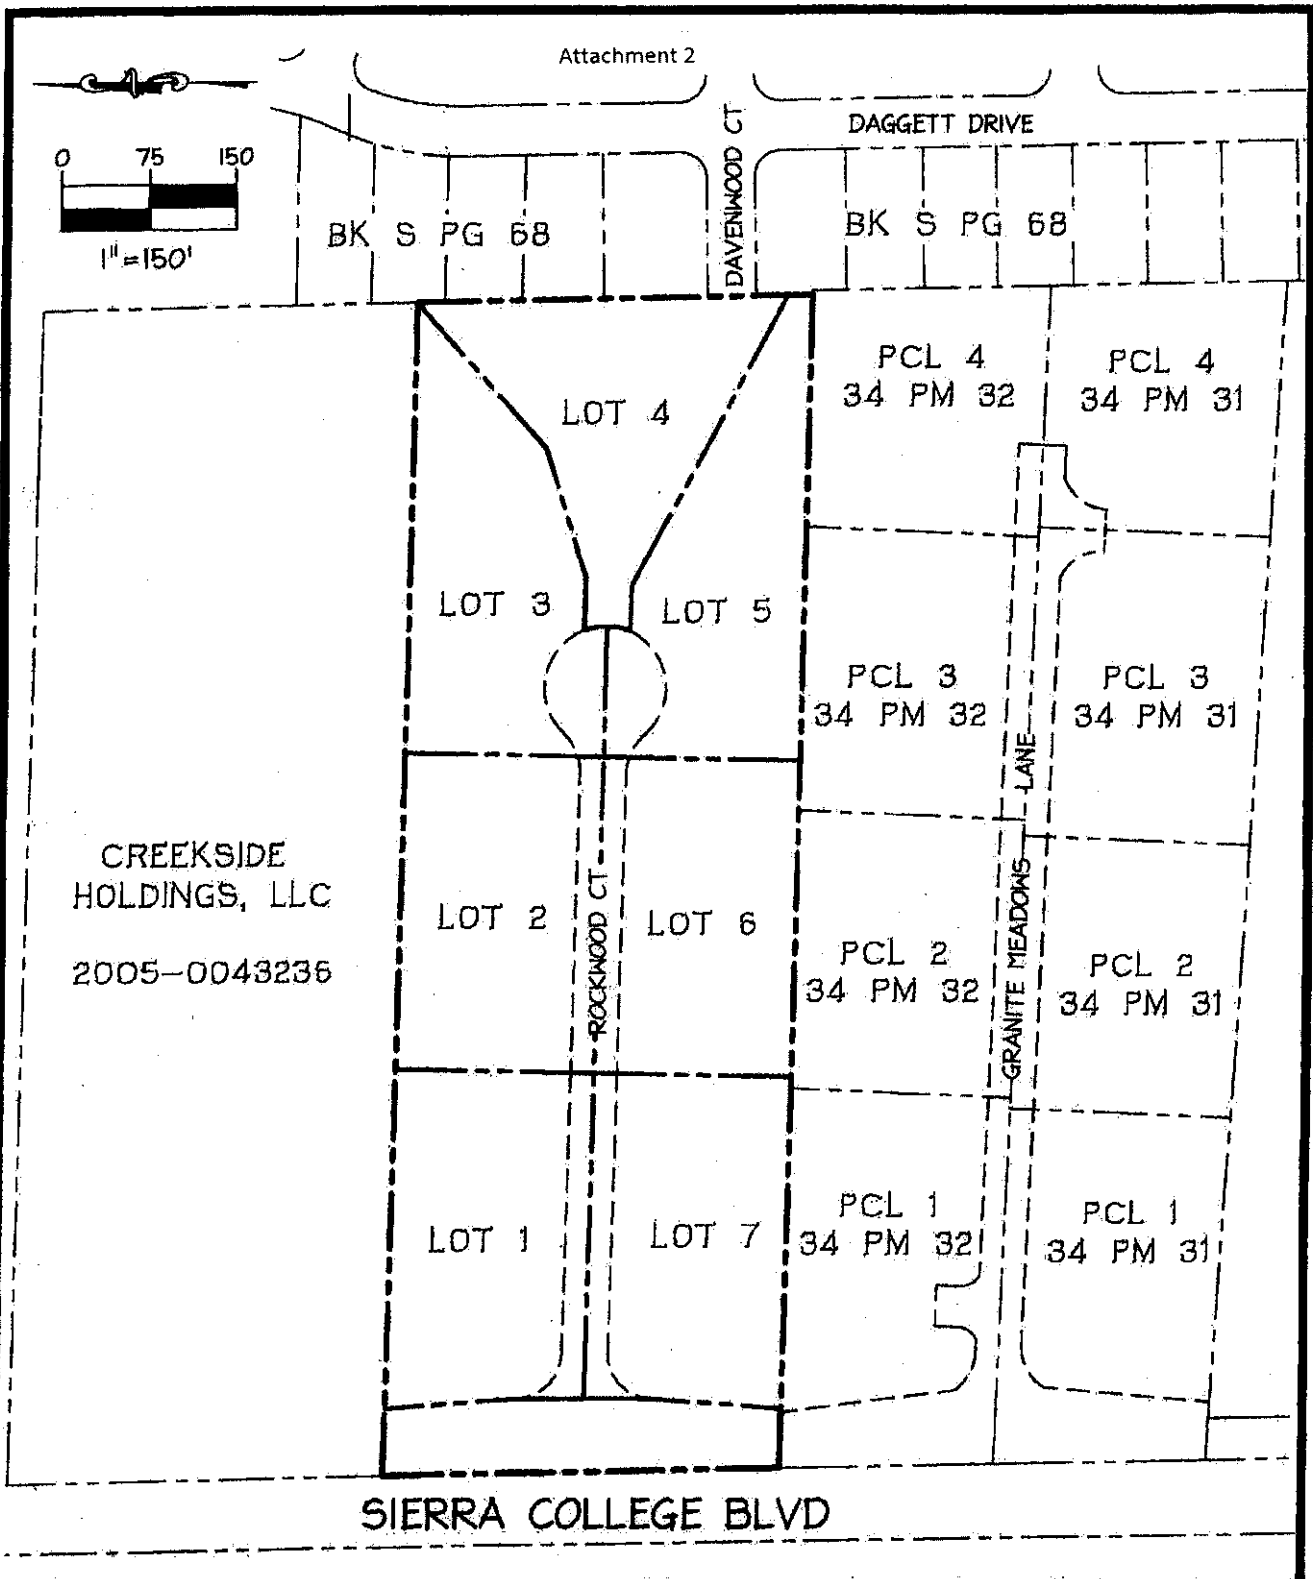 Attachment 2
DAGGETT DRIVE
DAVENWOOD CT
0 75 150
1"=150'
BK S PG 68
BK S PG 68
LOT 4
PCL 4
34 PM 32
PCL 4
34 PM 31
LOT 3
LOT 5
PCL 3
34 PM 32
PCL 3
34 PM 31
CREEKSIDE
HOLDINGS, LLC
2005-0043236
LOT 2
ROCKWOOD CT
LOT 6
PCL 2
34 PM 32
GRANITE MEADOWS LANE
PCL 2
34 PM 31
LOT 1
LOT 7
PCL 1
34 PM 32
PCL 1
34 PM 31
SIERRA COLLEGE BLVD